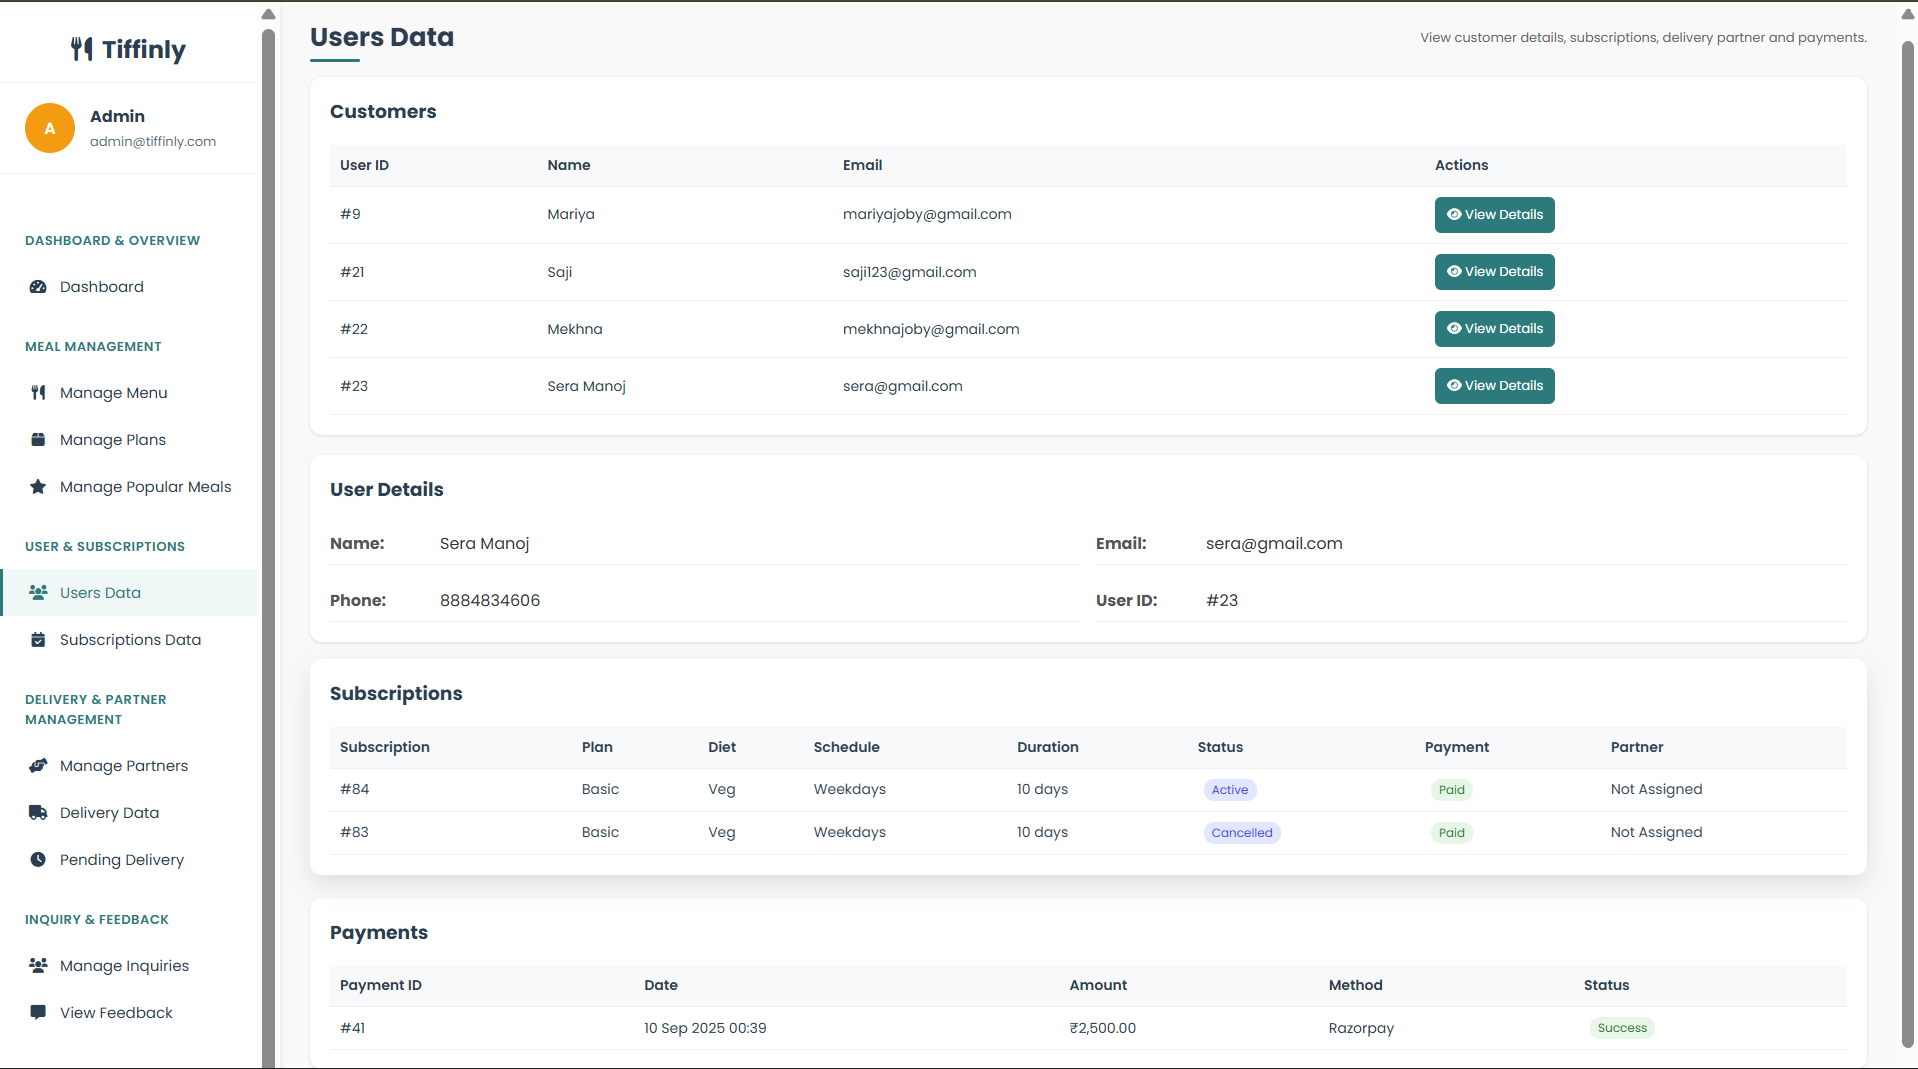 Tiffinly
A
Admin
admin@tiffinly.com
DASHBOARD & OVERVIEW
Dashboard
MEAL MANAGEMENT
Manage Menu
Manage Plans
Manage Popular Meals
USER & SUBSCRIPTIONS
Users Data
Subscriptions Data
DELIVERY & PARTNER
MANAGEMENT
Manage Partners
Delivery Data
Pending Delivery
INQUIRY & FEEDBACK
Manage Inquiries
View Feedback
Users Data
View customer details, subscriptions, delivery partner and payments.
Customers
User ID Name Email Actions
#9 Mariya mariyajoby@gmail.com View Details
#21 Saji saji123@gmail.com View Details
#22 Mekhna mekhnajoby@gmail.com View Details
#23 Sera Manoj sera@gmail.com View Details
User Details
Name: Sera Manoj Email: sera@gmail.com
Phone: 8884834606 User ID: #23
Subscriptions
Subscription Plan Diet Schedule Duration Status Payment Partner
#84 Basic Veg Weekdays 10 days Active Paid Not Assigned
#83 Basic Veg Weekdays 10 days Cancelled Paid Not Assigned
Payments
Payment ID Date Amount Method Status
#41 10 Sep 2025 00:39 ₹2,500.00 Razorpay Success